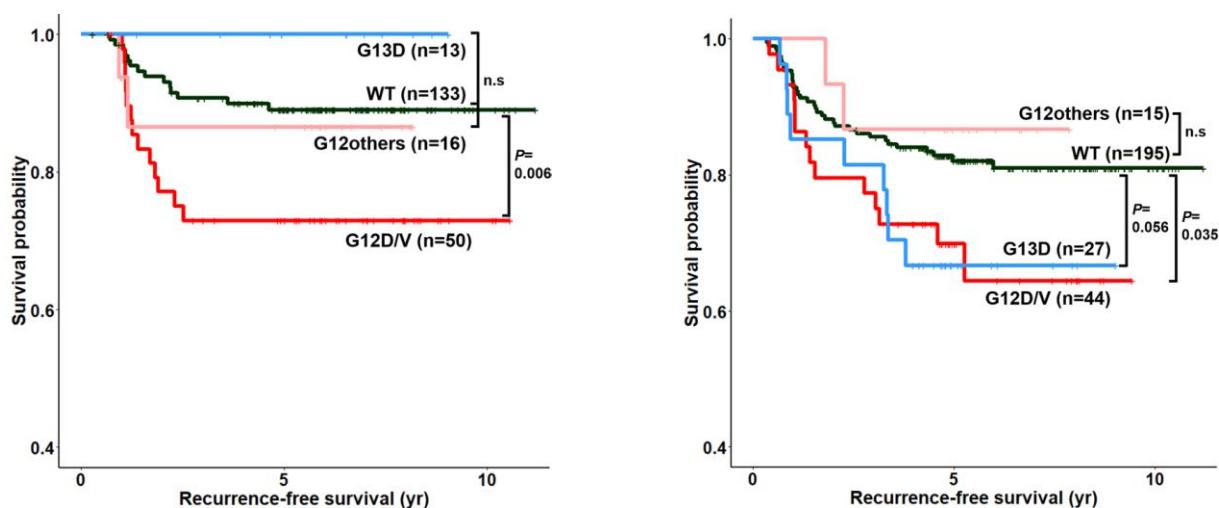 1.0
G13D (n=13)
n.s
WT (n=133)
G12others (n=16)
P=
0.006
0.8
G12D/V (n=50)
Survival probability
0.6
0.4
0
5
10
Recurrence-free survival (yr)
1.0
G12others (n=15)
n.s
WT (n=195)
0.8
P=
0.056
P=
0.035
G13D (n=27)
G12D/V (n=44)
Survival probability
0.6
0.4
0
5
10
Recurrence-free survival (yr)